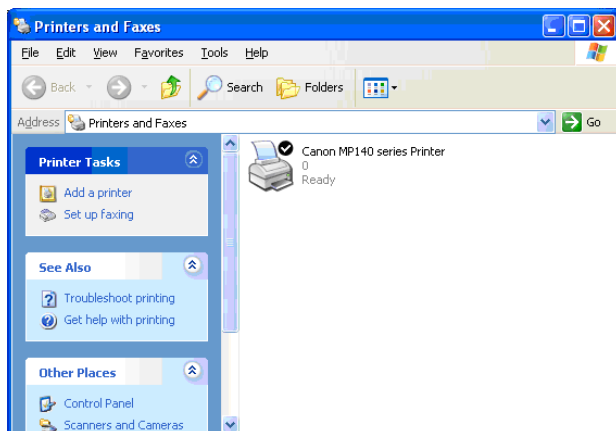 Printers and Faxes
File Edit View Favorites Tools Help
Back Search Folders
Address Printers and Faxes Go
Printer Tasks
Add a printer
Set up faxing
See Also
Troubleshoot printing
Get help with printing
Other Places
Control Panel
Scanners and Cameras
Canon MP140 series Printer
0
Ready